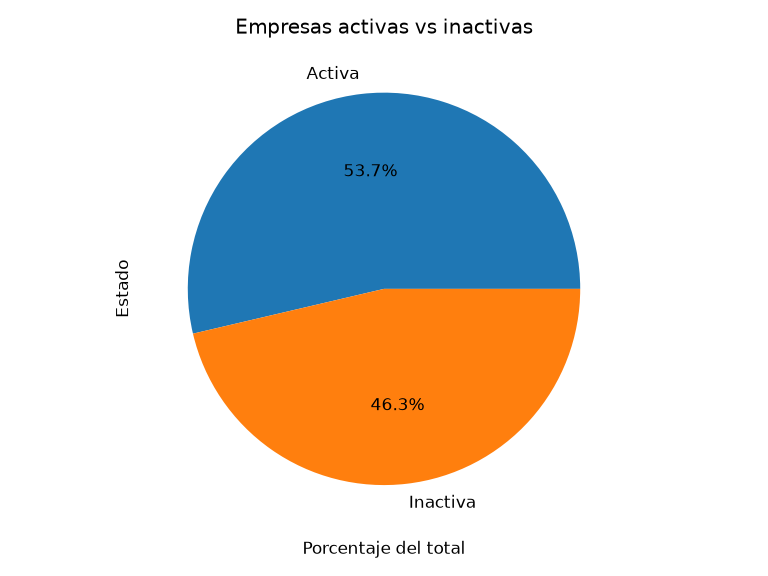 Empresas activas vs inactivas
Activa
53.7%
Estado
46.3%
Inactiva
Porcentaje del total